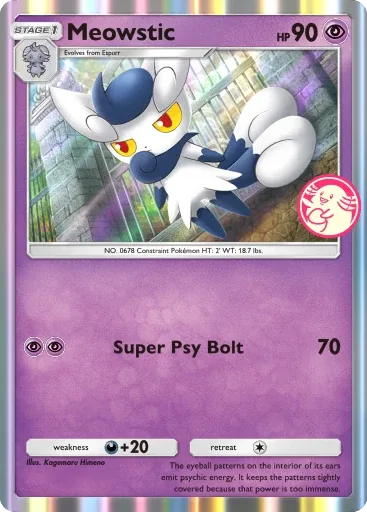 STAGE 1
Meowstic
HP 90
Evolves from Espurr
NO. 0678 Constraint Pokémon HT: 2' WT: 18.7 lbs.
Super Psy Bolt 70
weakness +20
retreat
Illus. Kagemaru Himeno
The eyeball patterns on the interior of its ears
emit psychic energy. It keeps the patterns tightly
covered because that power is too immense.